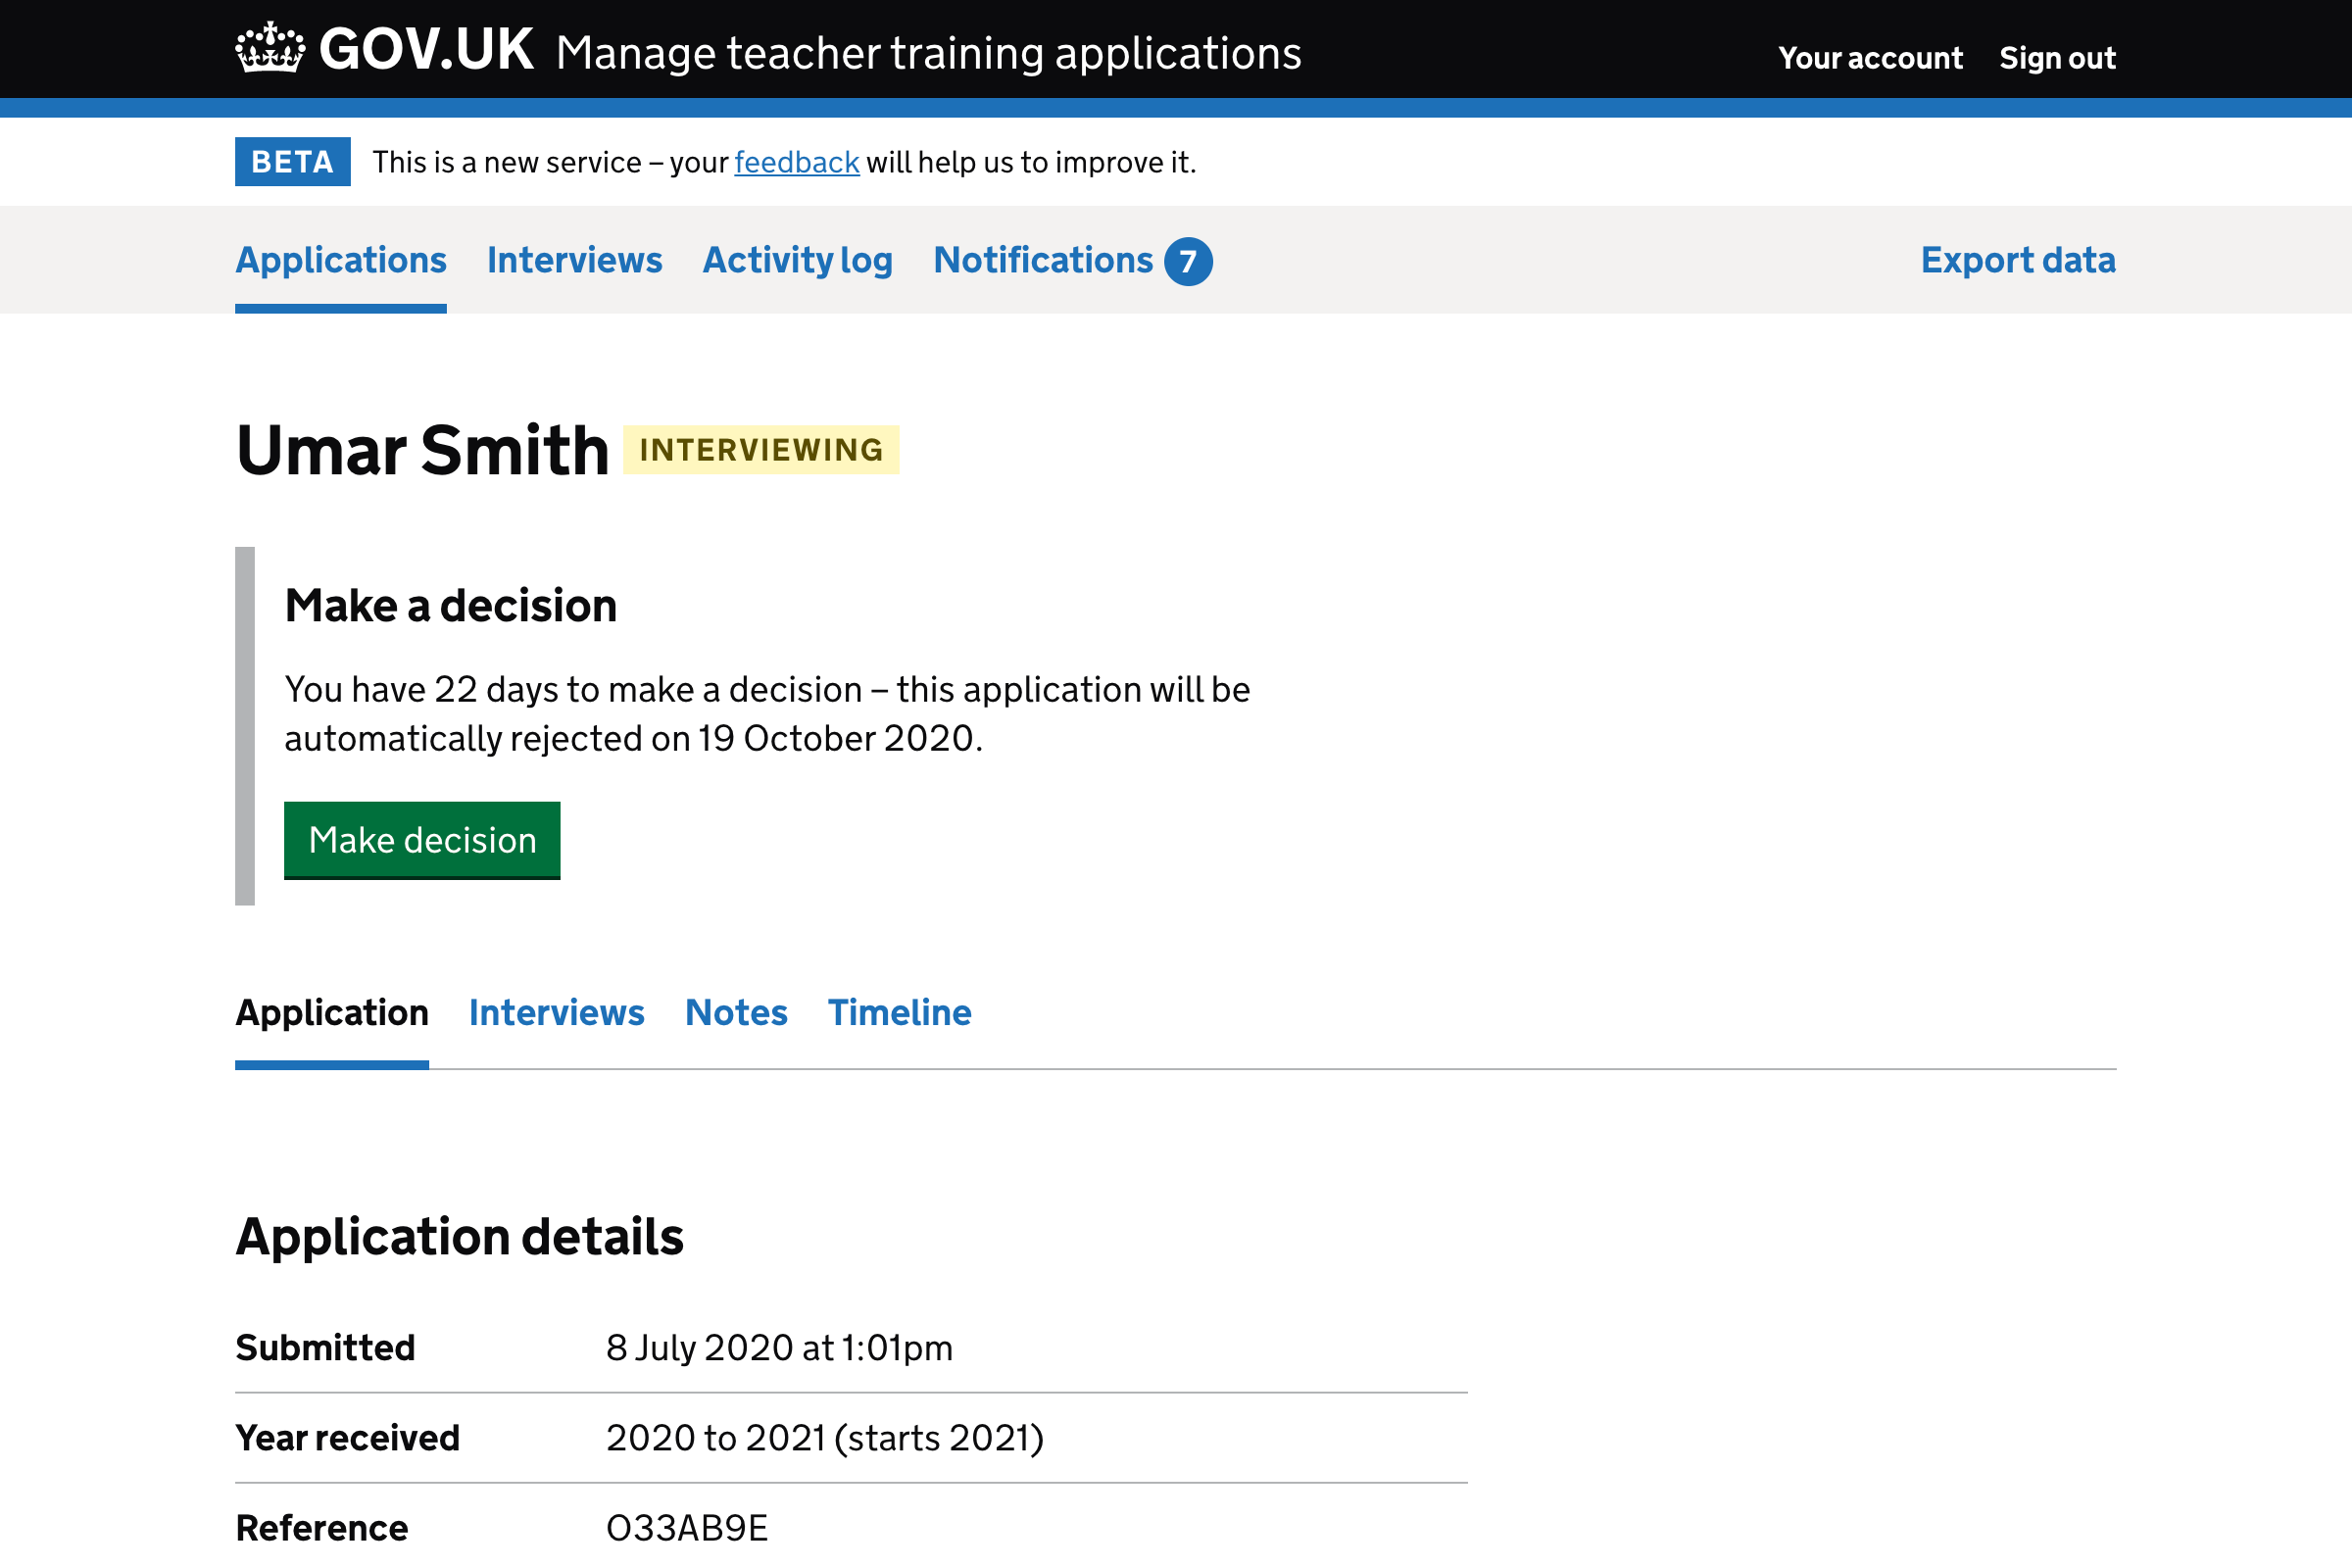 GOV.UK Manage teacher training applications
Your account Sign out
BETA This is a new service – your feedback will help us to improve it.
Applications Interviews Activity log Notifications 7 Export data
Umar Smith INTERVIEWING
Make a decision
You have 22 days to make a decision – this application will be
automatically rejected on 19 October 2020.
Make decision
Application Interviews Notes Timeline
Application details
Submitted 8 July 2020 at 1:01pm
Year received 2020 to 2021 (starts 2021)
Reference O33AB9E